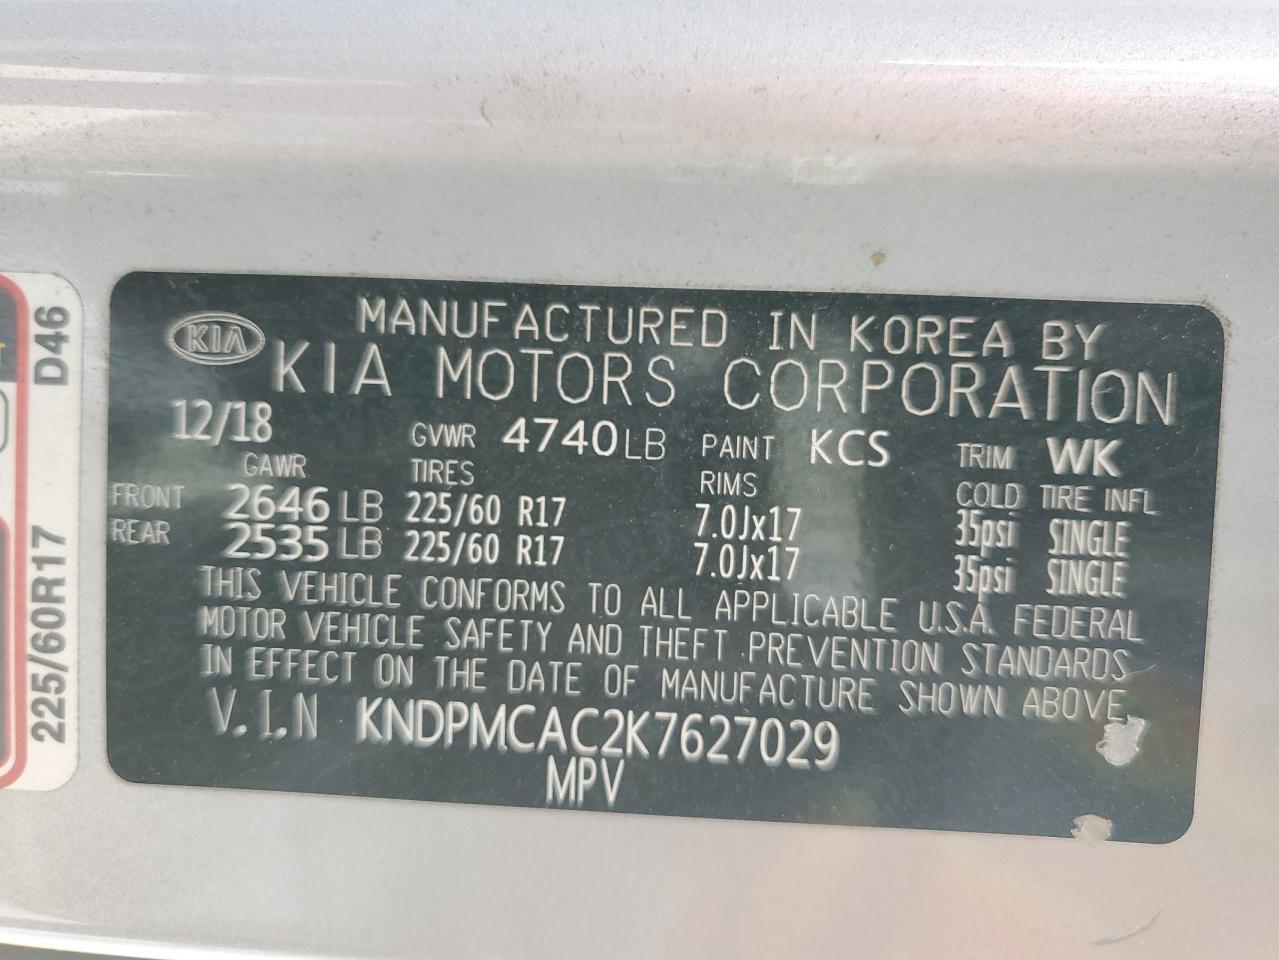 MANUFACTURED IN KOREA BY
KIA
KIA MOTORS CORPORATION
12/18 GVWR 4740LB PAINT KCS TRIM WK
GAWR TIRES RIMS COLD TIRE INFL
FRONT 2646 LB 225/60 R17 7.0Jx17 35psi SINGLE
REAR 2535 LB 225/60 R17 7.0Jx17 35psi SINGLE
THIS VEHICLE CONFORMS TO ALL APPLICABLE U.S.A. FEDERAL
MOTOR VEHICLE SAFETY AND THEFT PREVENTION STANDARDS
IN EFFECT ON THE DATE OF MANUFACTURE SHOWN ABOVE
V.I.N KNDPMCAC2K7627029
MPV
225/60R17 D46